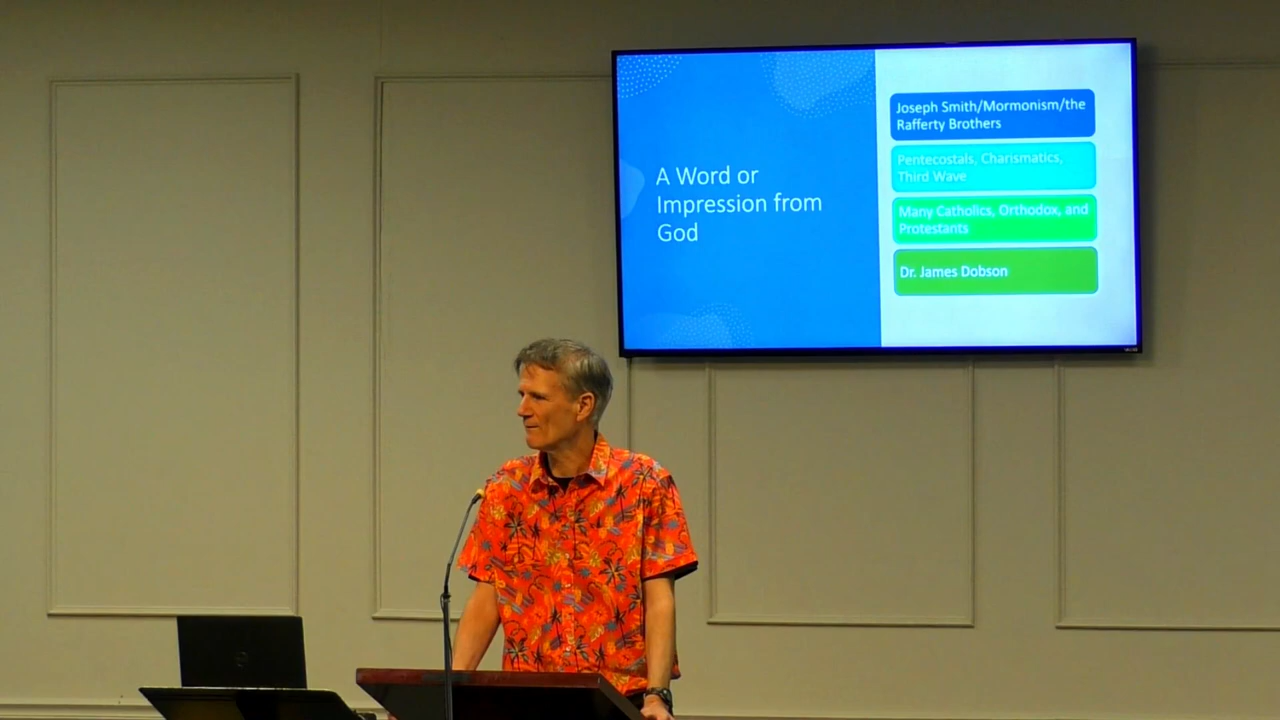 A Word or
Impression from
God
Joseph Smith/Mormonism/the
Rafferty Brothers
Pentecostals, Charismatics,
Third Wave
Many Catholics, Orthodox, and
Protestants
Dr. James Dobson